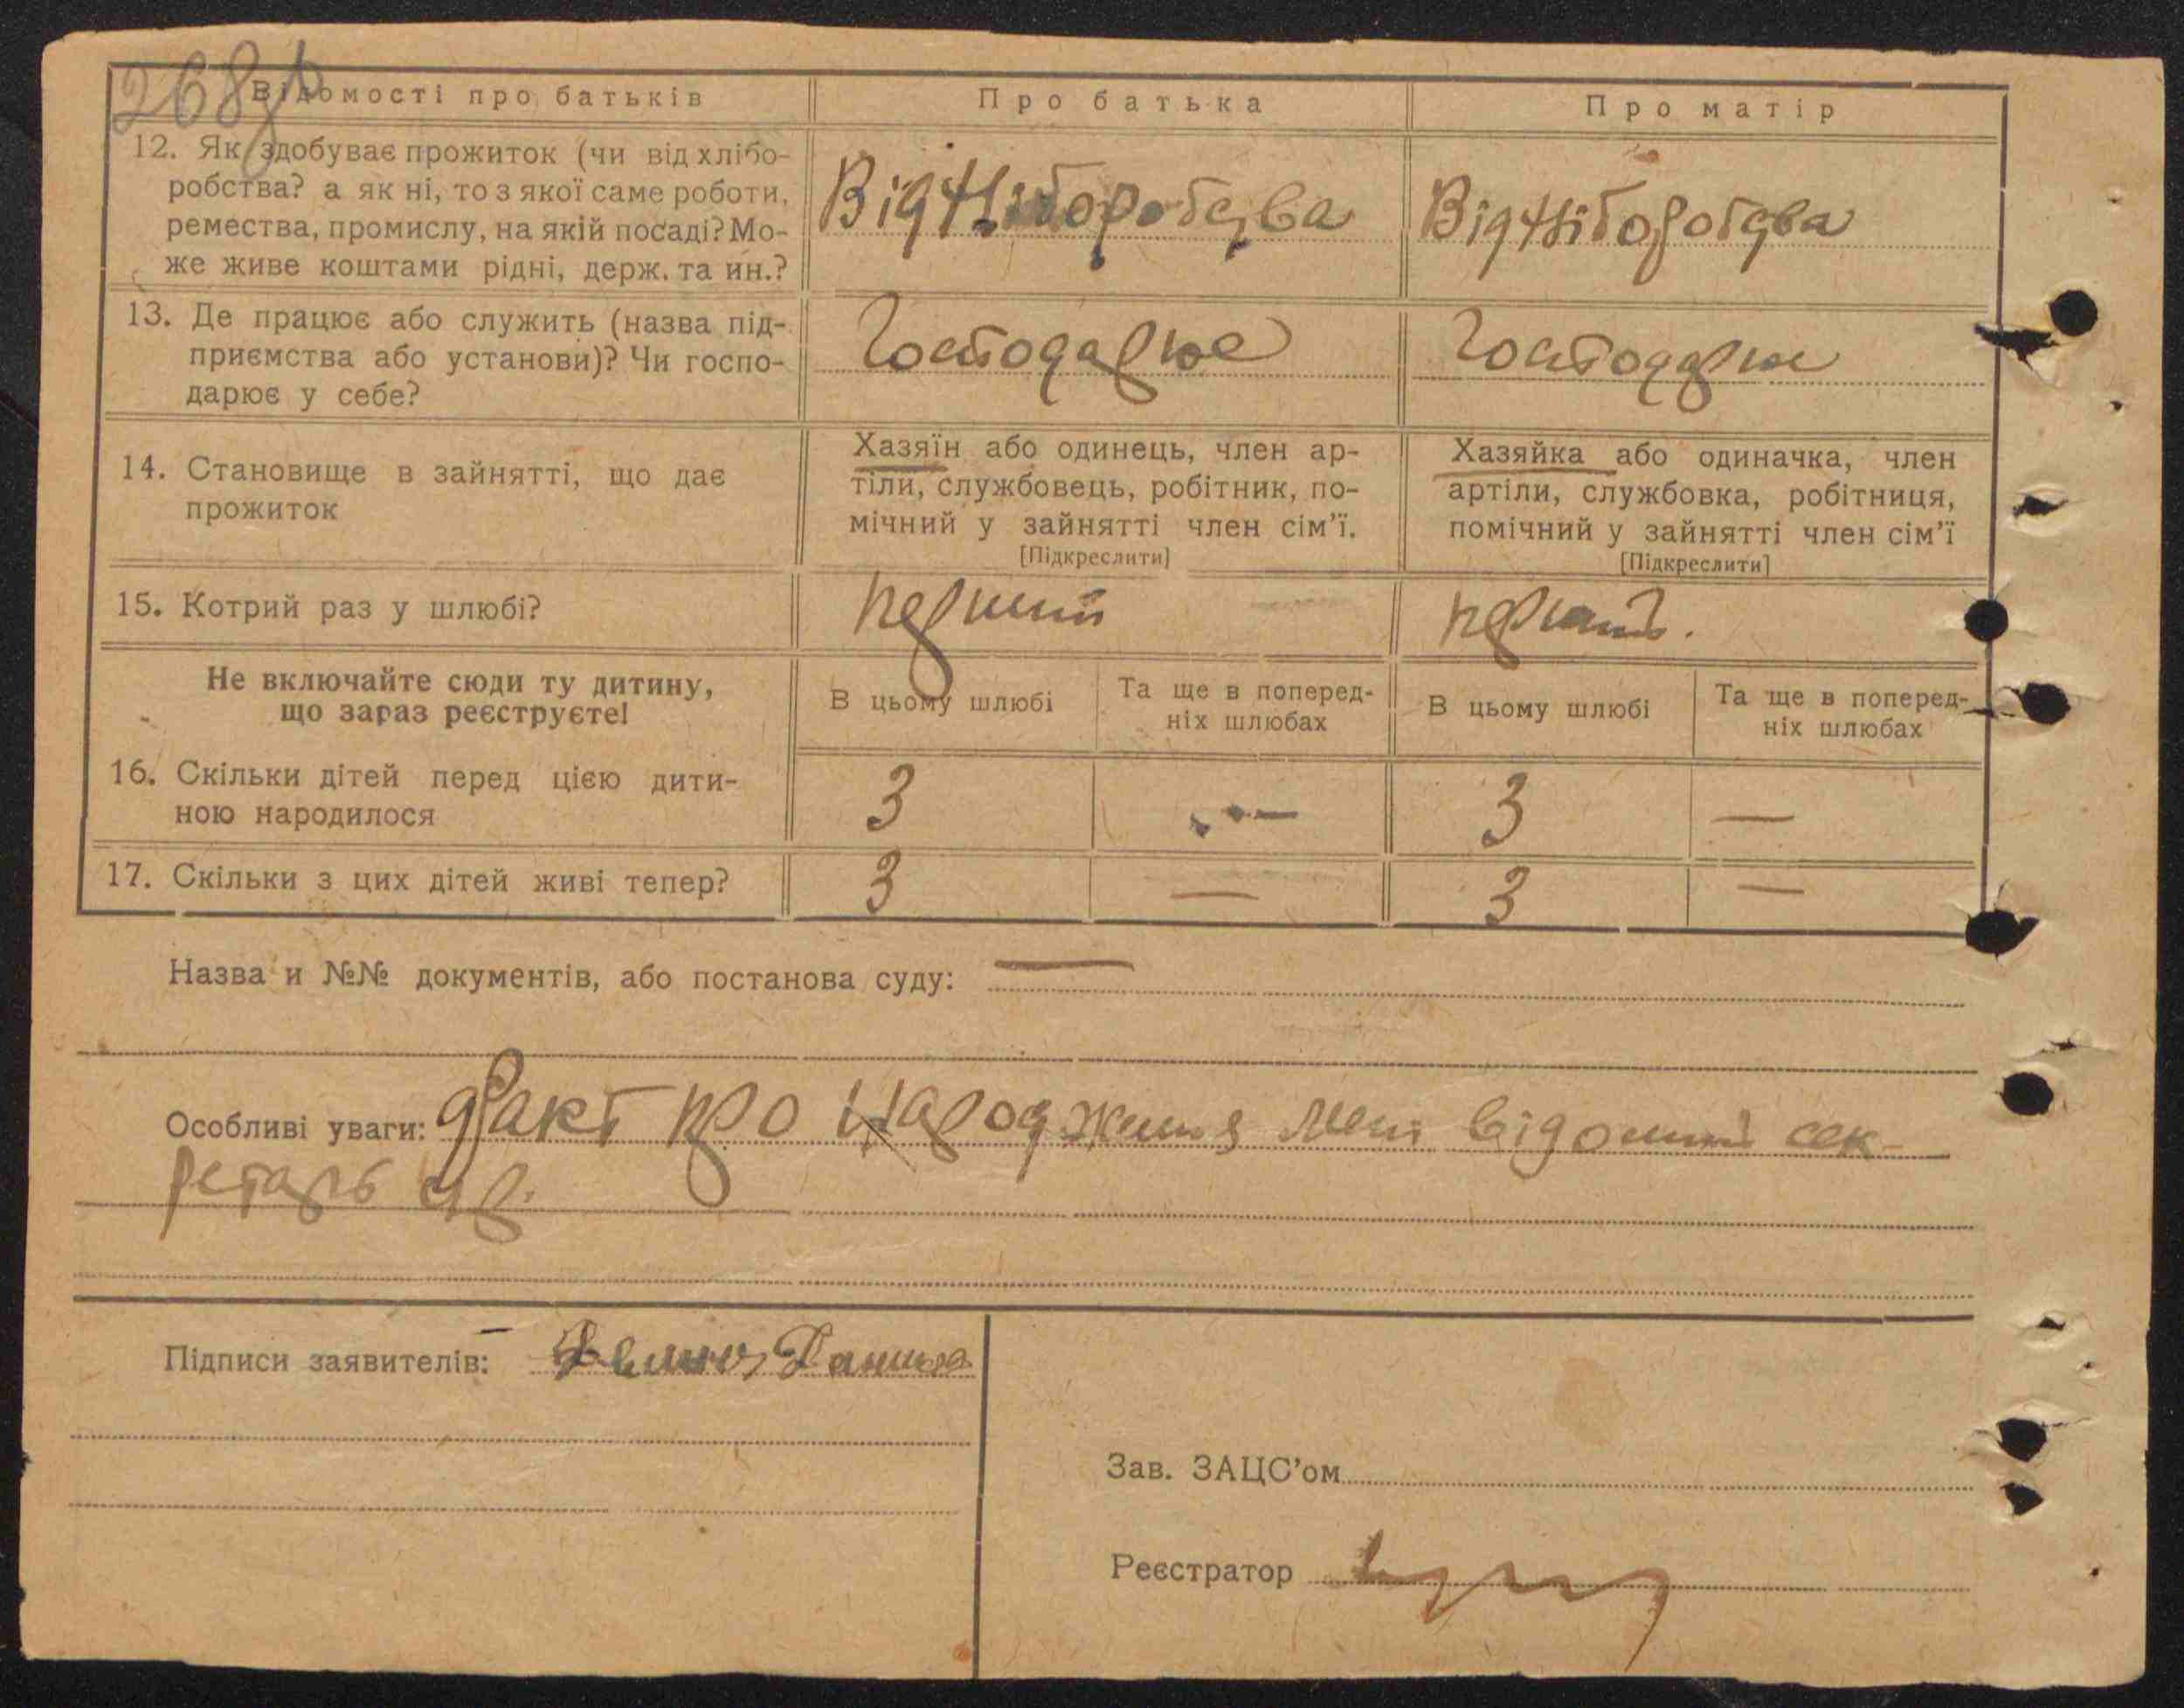 268
Відомості про батьків
Про батька
Про матір
12. Як здобуває прожиток (чи від хлібо-
робства? а як ні, то з якої саме роботи,
ремества, промислу, на якій посаді? Мо-
же живе коштами рідні, держ. та ин.?
Від Хліборобства
Від Хліборобства
13. Де працює або служить (назва під-
приємства або установи)? Чи госпо-
дарює у себе?
Господарює
Господарює
14. Становище в зайнятті, що дає
прожиток
Хазяїн або одинець, член ар-
тіли, службовець, робітник, по-
мічний у зайнятті член сім'ї.
[Підкреслити]
Хазяйка або одиначка, член
артіли, службовка, робітниця,
помічний у зайнятті член сім'ї
[Підкреслити]
15. Котрий раз у шлюбі?
перший
перший.
Не включайте сюди ту дитину,
що зараз реєструєте!
В цьому шлюбі
Та ще в поперед-
ніх шлюбах
В цьому шлюбі
Та ще в поперед-
ніх шлюбах
16. Скільки дітей перед цією дити-
ною народилося
3
—
3
—
17. Скільки з цих дітей живі тепер?
3
—
3
—
Назва и №№ документів, або постанова суду: —
Особливі уваги: Факт про народження мені відомий сек
ретарь
Підписи заявителів:
Зав. ЗАЦС'ом
Реєстратор